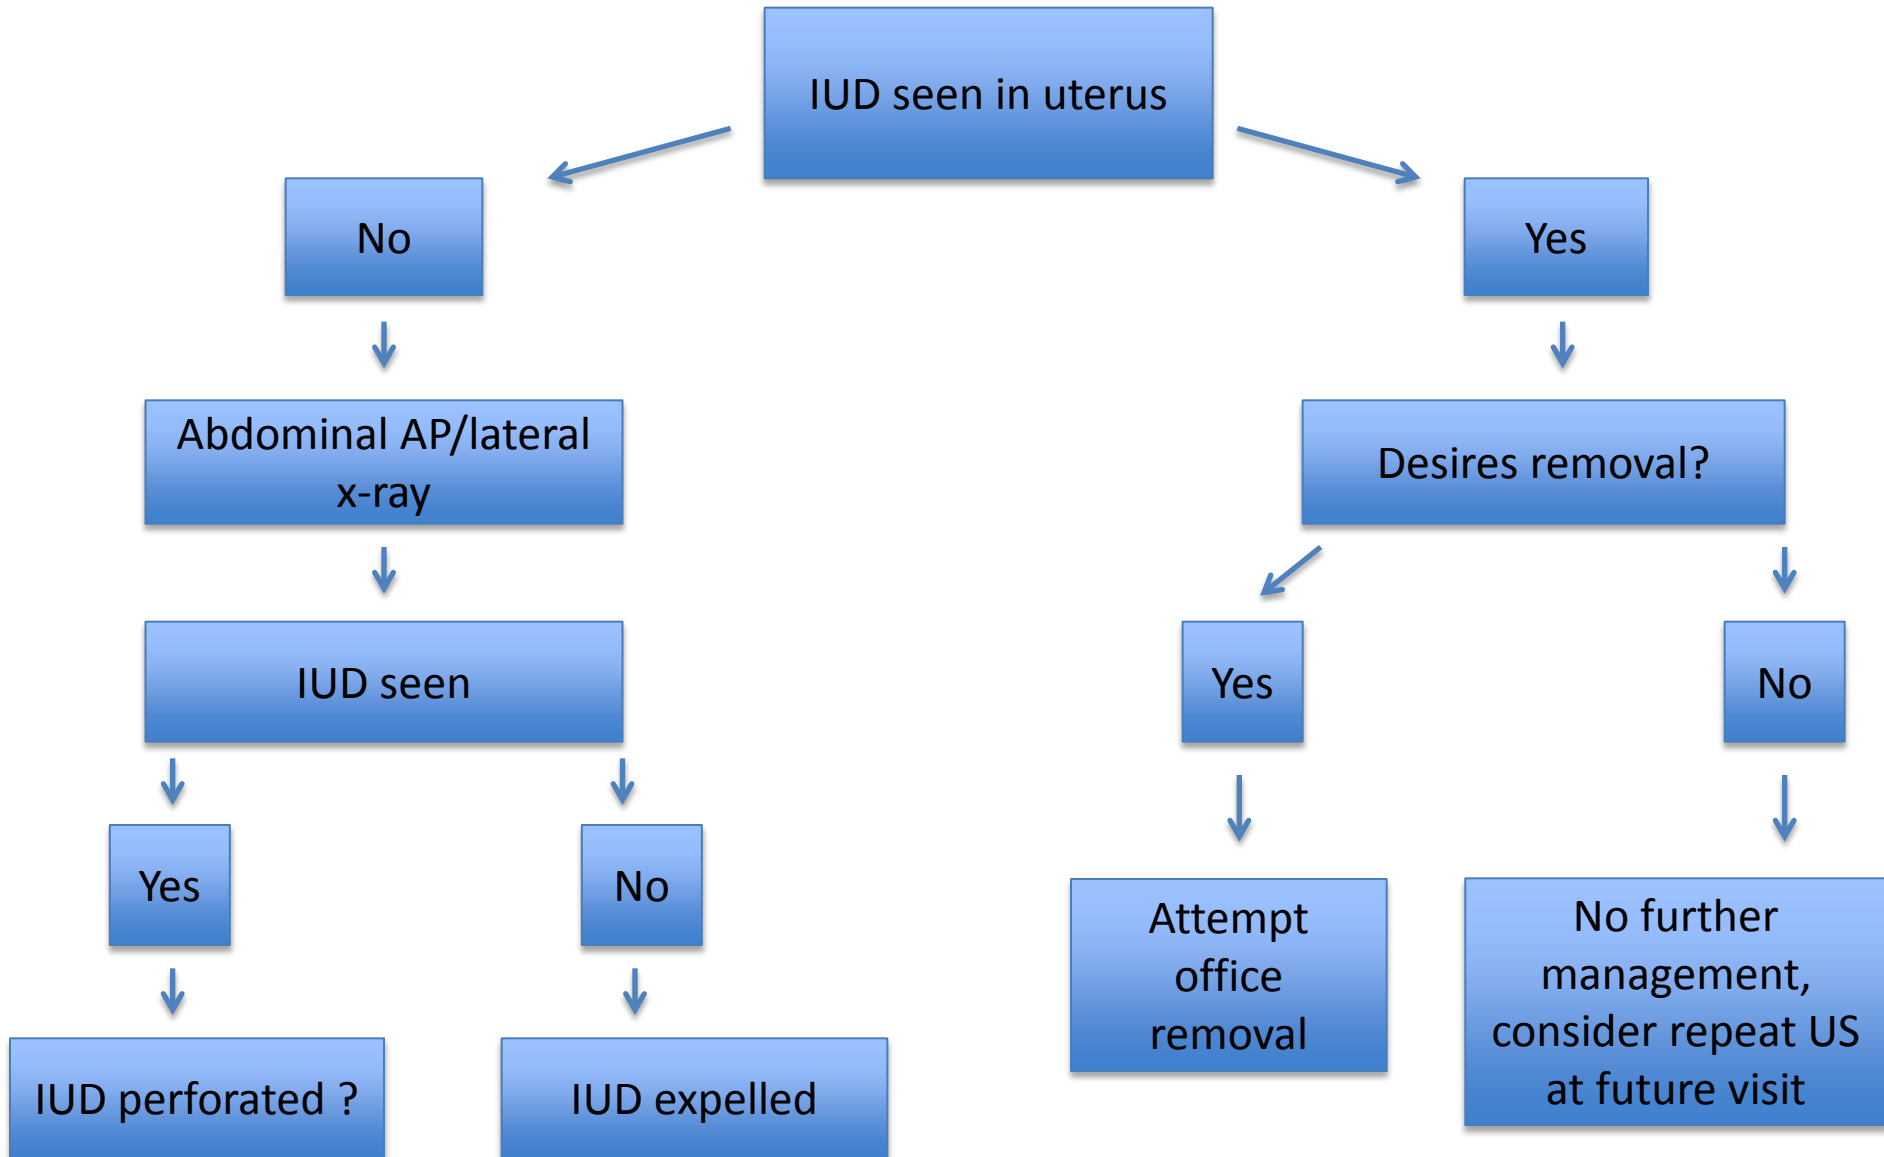 IUD seen in uterus
No
Yes
Abdominal AP/lateral
x-ray
Desires removal?
IUD seen
Yes
No
Yes
No
Attempt
office
removal
No further
management,
consider repeat US
at future visit
IUD perforated ?
IUD expelled